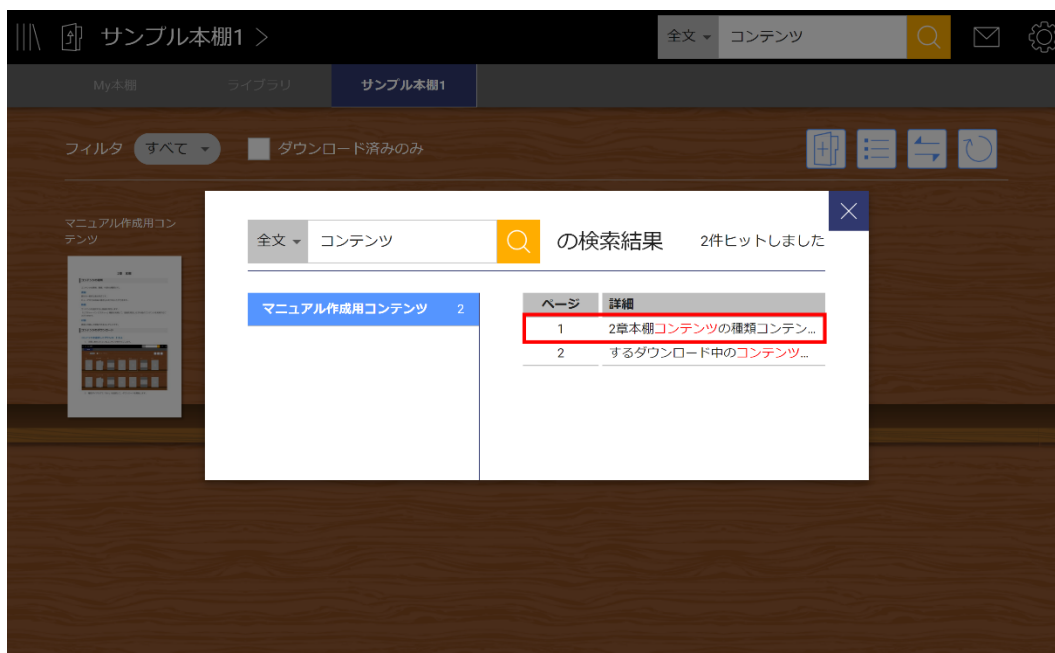 サンプル本棚1 >
全文 コンテンツ
My本棚 ライブラリ サンプル本棚1
フィルタ すべて ダウンロード済みのみ
マニュアル作成用コン
テンツ
全文 コンテンツ の検索結果 2件ヒットしました
マニュアル作成用コンテンツ 2
ページ 詳細
1 2章本棚コンテンツの種類コンテン...
2 するダウンロード中のコンテンツ...